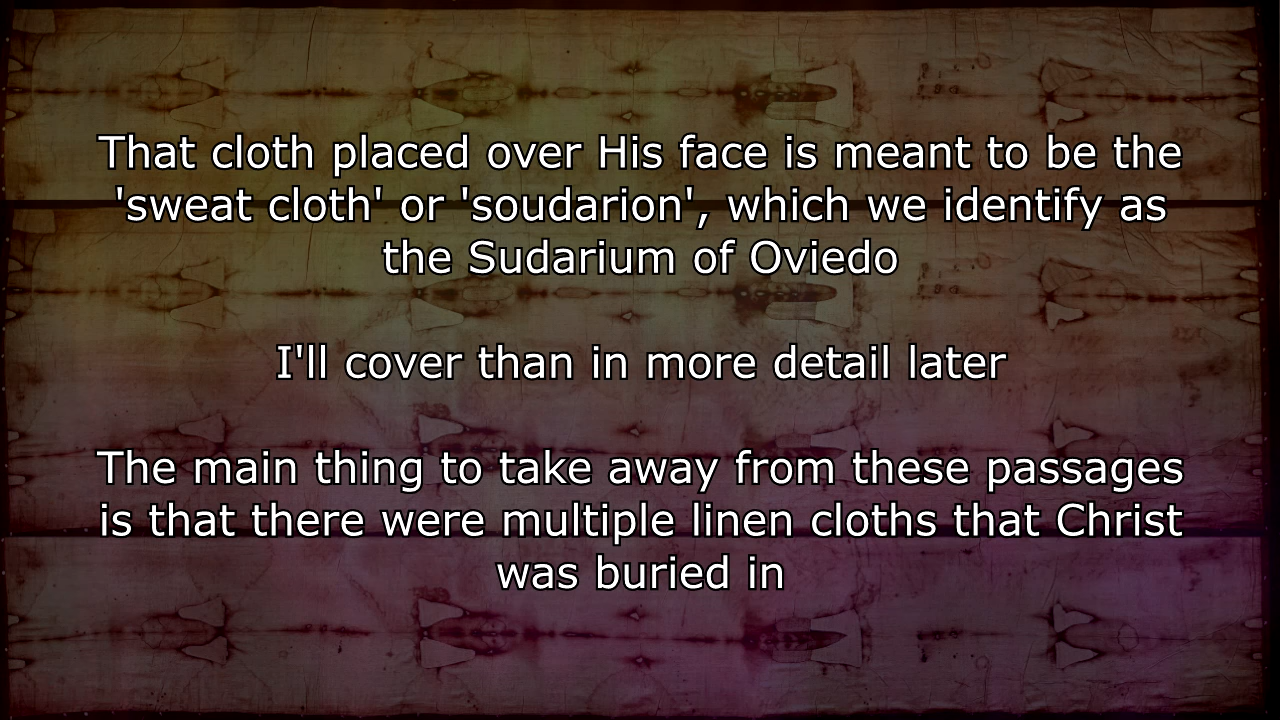 That cloth placed over His face is meant to be the
'sweat cloth' or 'soudarion', which we identify as
the Sudarium of Oviedo
I'll cover than in more detail later
The main thing to take away from these passages
is that there were multiple linen cloths that Christ
was buried in